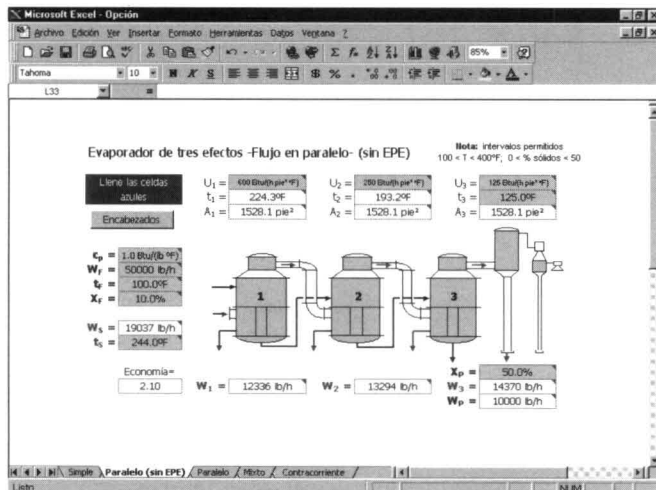 Microsoft Excel - Opción
Archivo Edición Ver Insertar Formato Herramientas Datos Ventana ?
85%
Tahoma 10 N K S
L33 =
Evaporador de tres efectos -Flujo en paralelo- (sin EPE)
Nota: intervalos permitidos
100 < T < 400ºF; 0 < % sólidos < 50
Llene las celdas
azules
Encabezados
U1 = 600 Btu/(h pie² ºF)
t1 = 224.3ºF
A1 = 1528.1 pie²
U2 = 250 Btu/(h pie² ºF)
t2 = 193.2ºF
A2 = 1528.1 pie²
U3 = 125 Btu/(h pie² ºF)
t3 = 125.0ºF
A3 = 1528.1 pie²
cp = 1.0 Btu/(lb ºF)
WF = 50000 lb/h
tF = 100.0ºF
XF = 10.0%
WS = 19037 lb/h
tS = 244.0ºF
1 2 3
Economía=
2.10
W1 = 12336 lb/h
W2 = 13294 lb/h
XP = 50.0%
W3 = 14370 lb/h
WP = 10000 lb/h
Simple Paralelo (sin EPE) Paralelo Mixto Contracorriente
Listo NUM